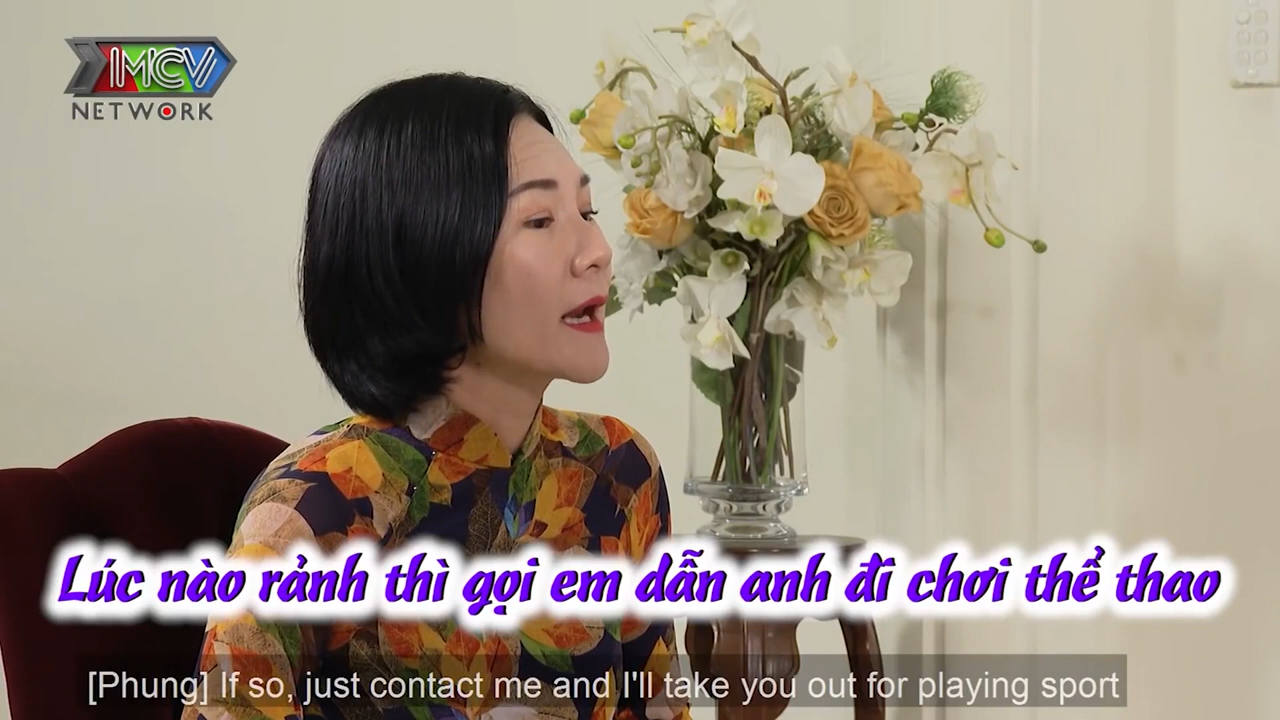 MCV
NETWORK
Lúc nào rảnh thì gọi em dẫn anh đi chơi thể thao
[Phung] If so, just contact me and I'll take you out for playing sport